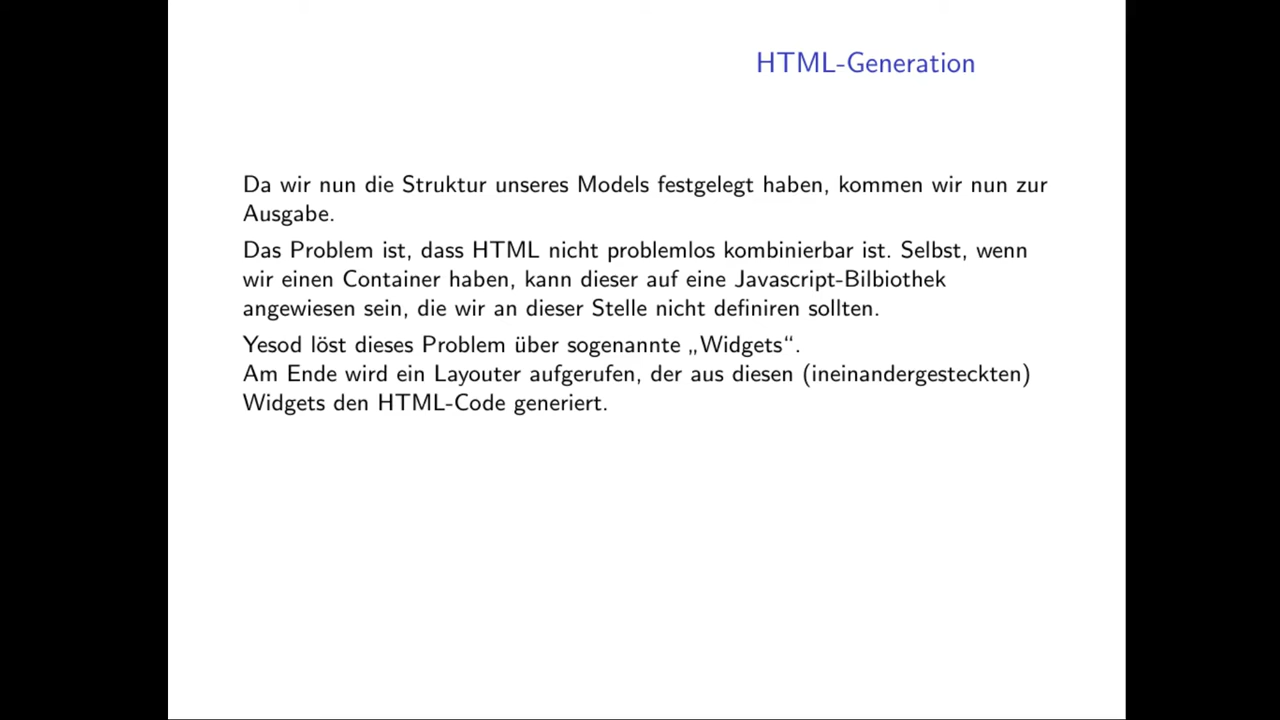 HTML-Generation
Da wir nun die Struktur unseres Models festgelegt haben, kommen wir nun zur
Ausgabe.
Das Problem ist, dass HTML nicht problemlos kombinierbar ist. Selbst, wenn
wir einen Container haben, kann dieser auf eine Javascript-Bilbiothek
angewiesen sein, die wir an dieser Stelle nicht definiren sollten.
Yesod löst dieses Problem über sogenannte „Widgets“.
Am Ende wird ein Layouter aufgerufen, der aus diesen (ineinandergesteckten)
Widgets den HTML-Code generiert.